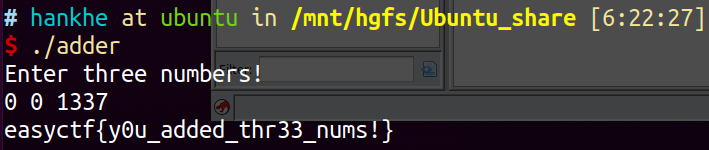 # hankhe at ubuntu in /mnt/hgfs/Ubuntu_share [6:22:27]
$ ./adder
Enter three numbers!
0 0 1337
easyctf{y0u_added_thr33_nums!}